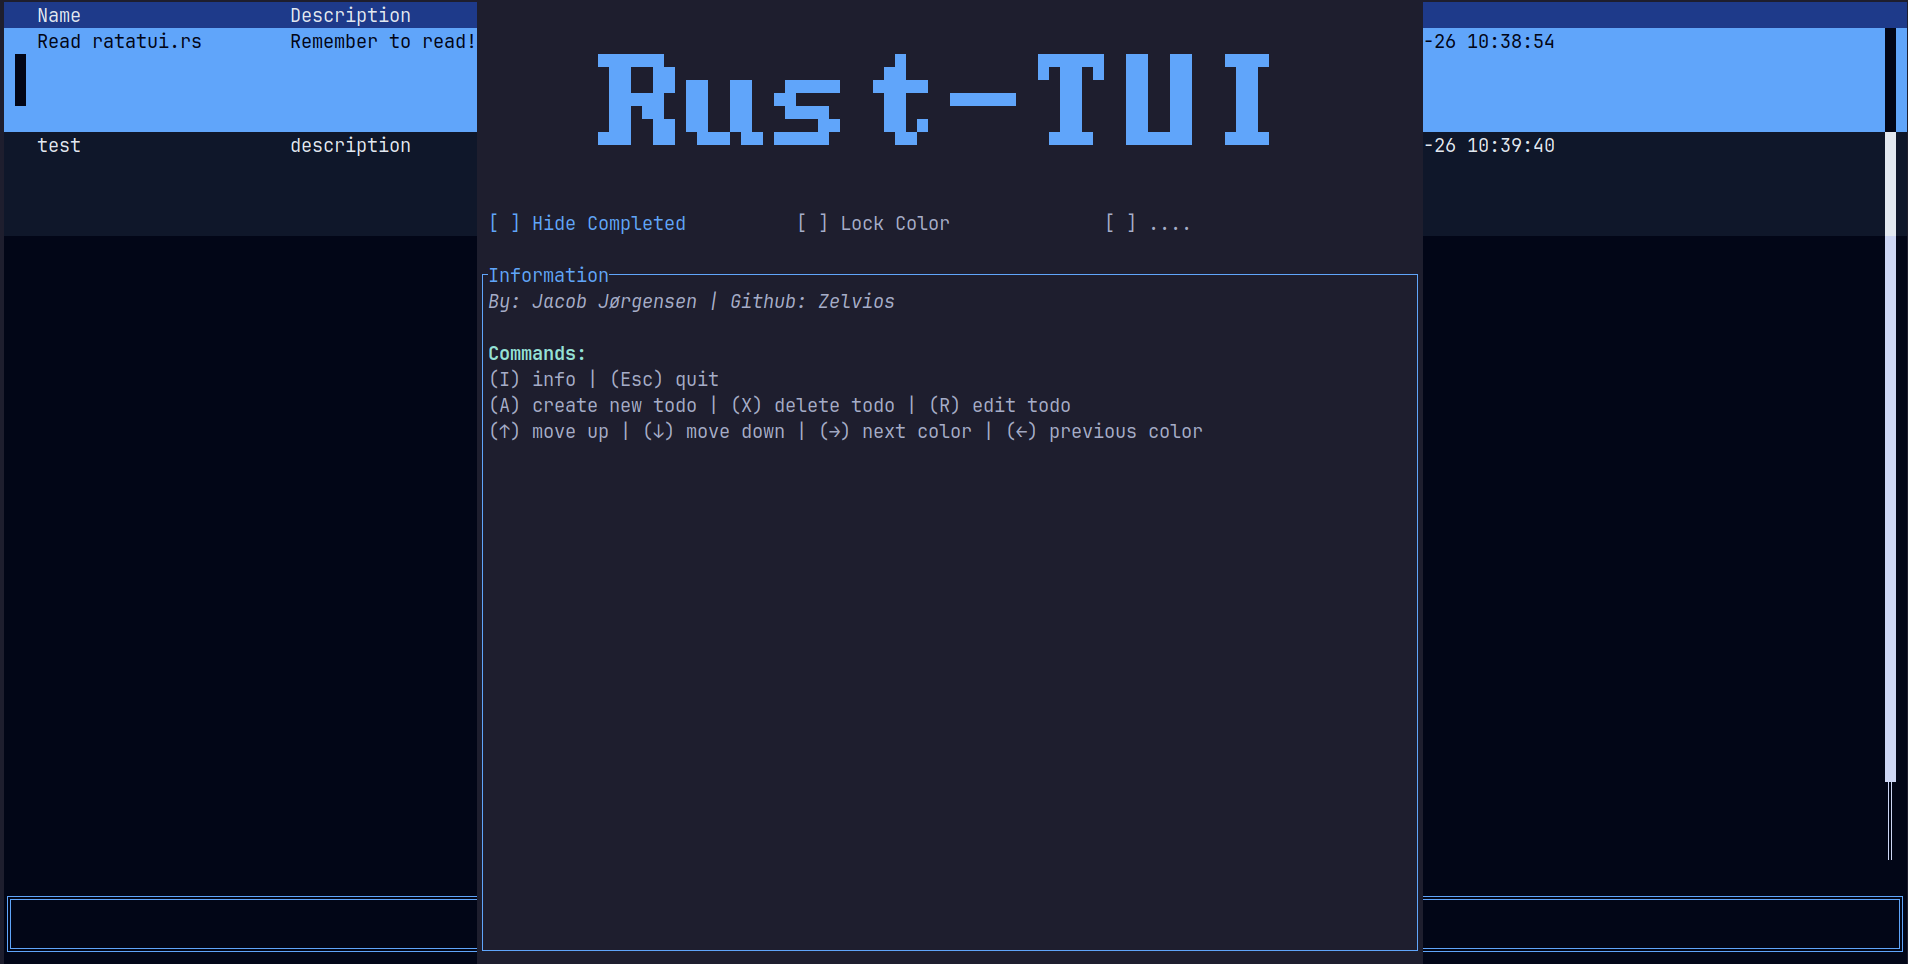 Name Description
Read ratatui.rs Remember to read! -26 10:38:54
test description -26 10:39:40
Rust-TUI
[ ] Hide Completed [ ] Lock Color [ ] ....
Information
By: Jacob Jørgensen | Github: Zelvios
Commands:
(I) info | (Esc) quit
(A) create new todo | (X) delete todo | (R) edit todo
(↑) move up | (↓) move down | (→) next color | (←) previous color